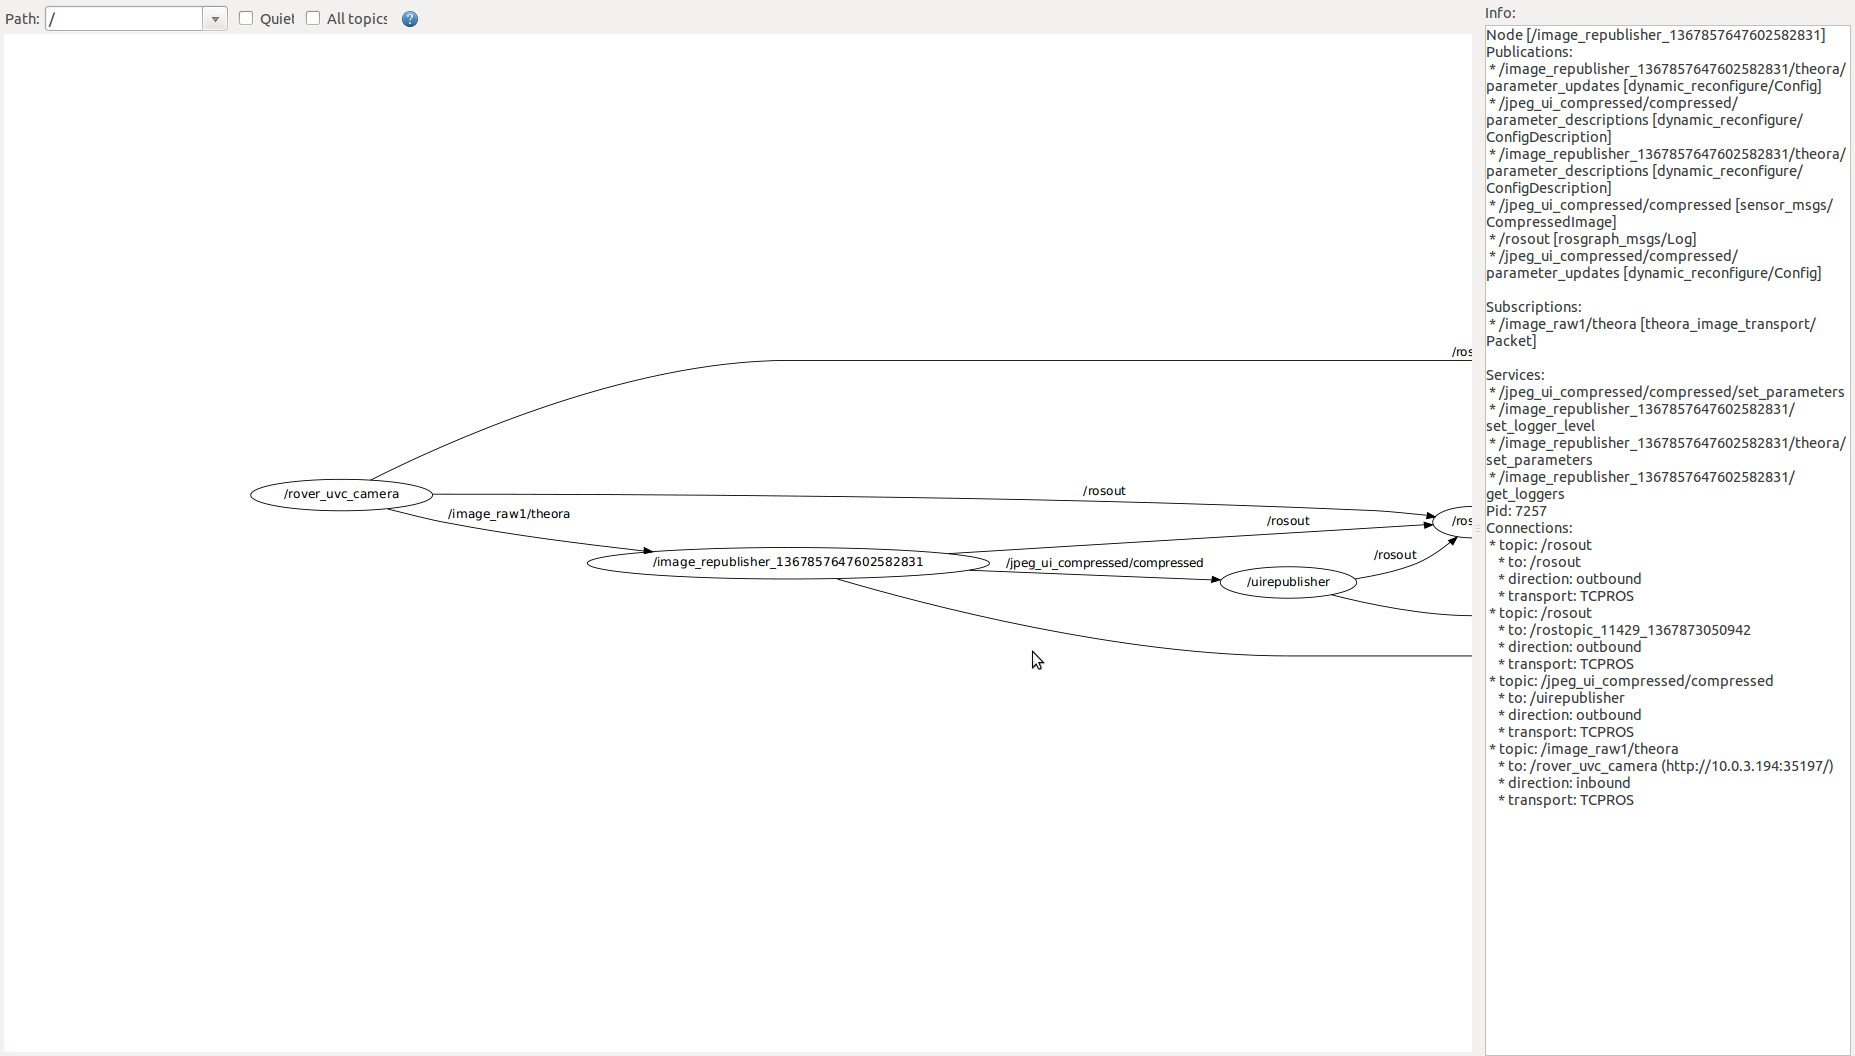 Path: / Quiet All topics ?
/ros
/rover_uvc_camera
/rosout
/image_raw1/theora
/rosout
/ros
/image_republisher_1367857647602582831
/jpeg_ui_compressed/compressed
/rosout
/uirepublisher
Info:
Node [/image_republisher_1367857647602582831]
Publications:
* /image_republisher_1367857647602582831/theora/
parameter_updates [dynamic_reconfigure/Config]
* /jpeg_ui_compressed/compressed/
parameter_descriptions [dynamic_reconfigure/
ConfigDescription]
* /image_republisher_1367857647602582831/theora/
parameter_descriptions [dynamic_reconfigure/
ConfigDescription]
* /jpeg_ui_compressed/compressed [sensor_msgs/
CompressedImage]
* /rosout [rosgraph_msgs/Log]
* /jpeg_ui_compressed/compressed/
parameter_updates [dynamic_reconfigure/Config]
Subscriptions:
* /image_raw1/theora [theora_image_transport/
Packet]
Services:
* /jpeg_ui_compressed/compressed/set_parameters
* /image_republisher_1367857647602582831/
set_logger_level
* /image_republisher_1367857647602582831/theora/
set_parameters
* /image_republisher_1367857647602582831/
get_loggers
Pid: 7257
Connections:
* topic: /rosout
* to: /rosout
* direction: outbound
* transport: TCPROS
* topic: /rosout
* to: /rostopic_11429_1367873050942
* direction: outbound
* transport: TCPROS
* topic: /jpeg_ui_compressed/compressed
* to: /uirepublisher
* direction: outbound
* transport: TCPROS
* topic: /image_raw1/theora
* to: /rover_uvc_camera (http://10.0.3.194:35197/)
* direction: inbound
* transport: TCPROS